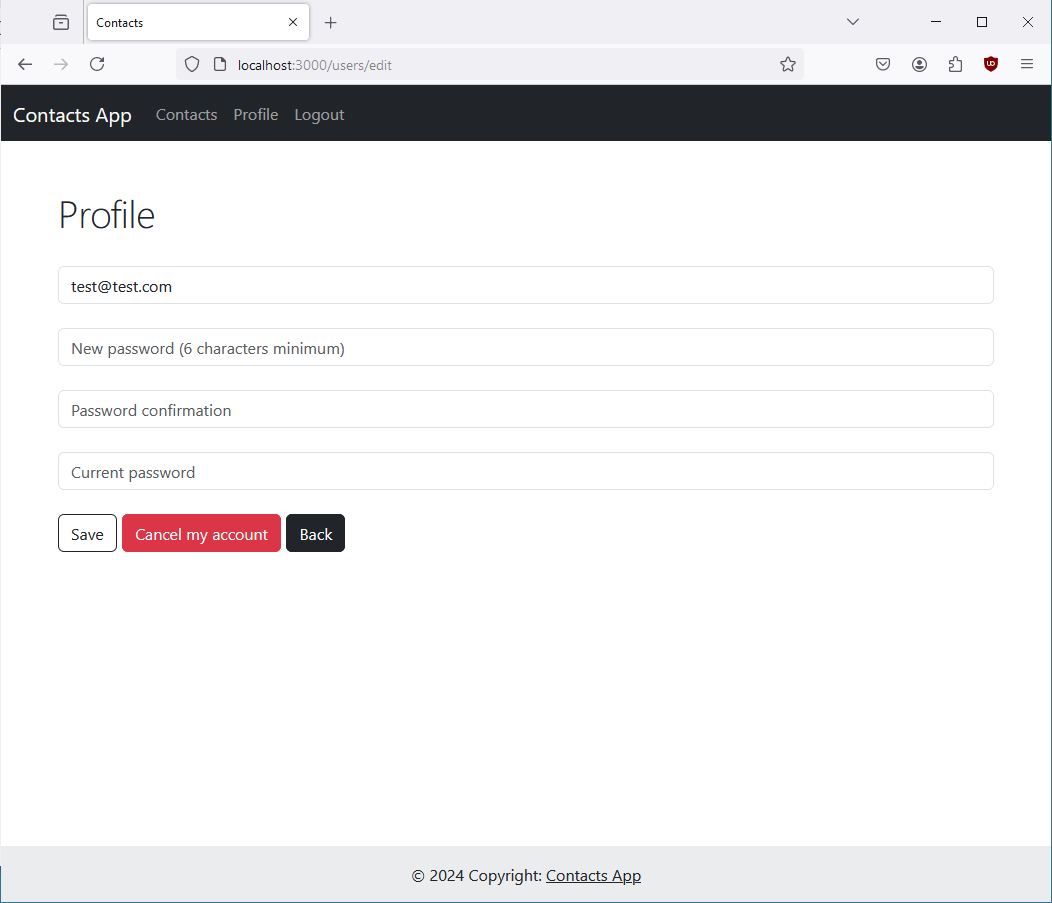 Contacts
localhost:3000/users/edit
Contacts App Contacts Profile Logout
Profile
test@test.com
New password (6 characters minimum)
Password confirmation
Current password
Save Cancel my account Back
© 2024 Copyright: Contacts App